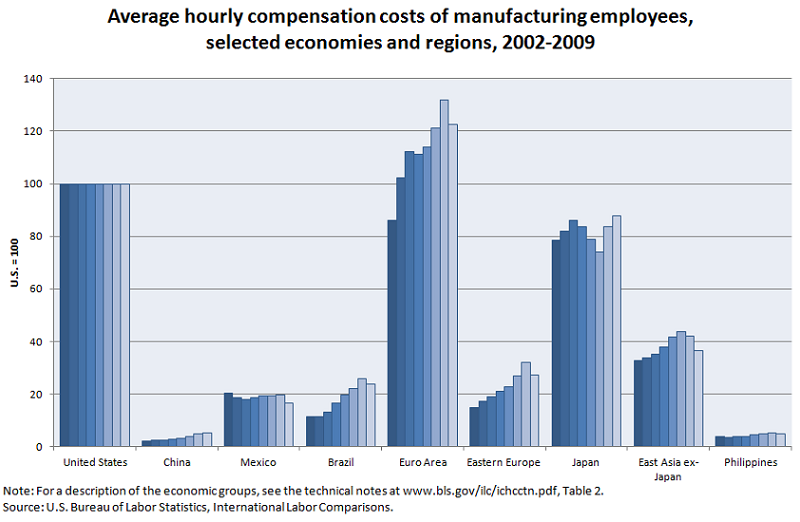 Average hourly compensation costs of manufacturing employees,
selected economies and regions, 2002-2009
140
120
100
80
60
40
20
0
U.S. = 100
United States
China
Mexico
Brazil
Euro Area
Eastern Europe
Japan
East Asia ex-
Japan
Philippines
Note: For a description of the economic groups, see the technical notes at www.bls.gov/ilc/ichcctn.pdf, Table 2.
Source: U.S. Bureau of Labor Statistics, International Labor Comparisons.